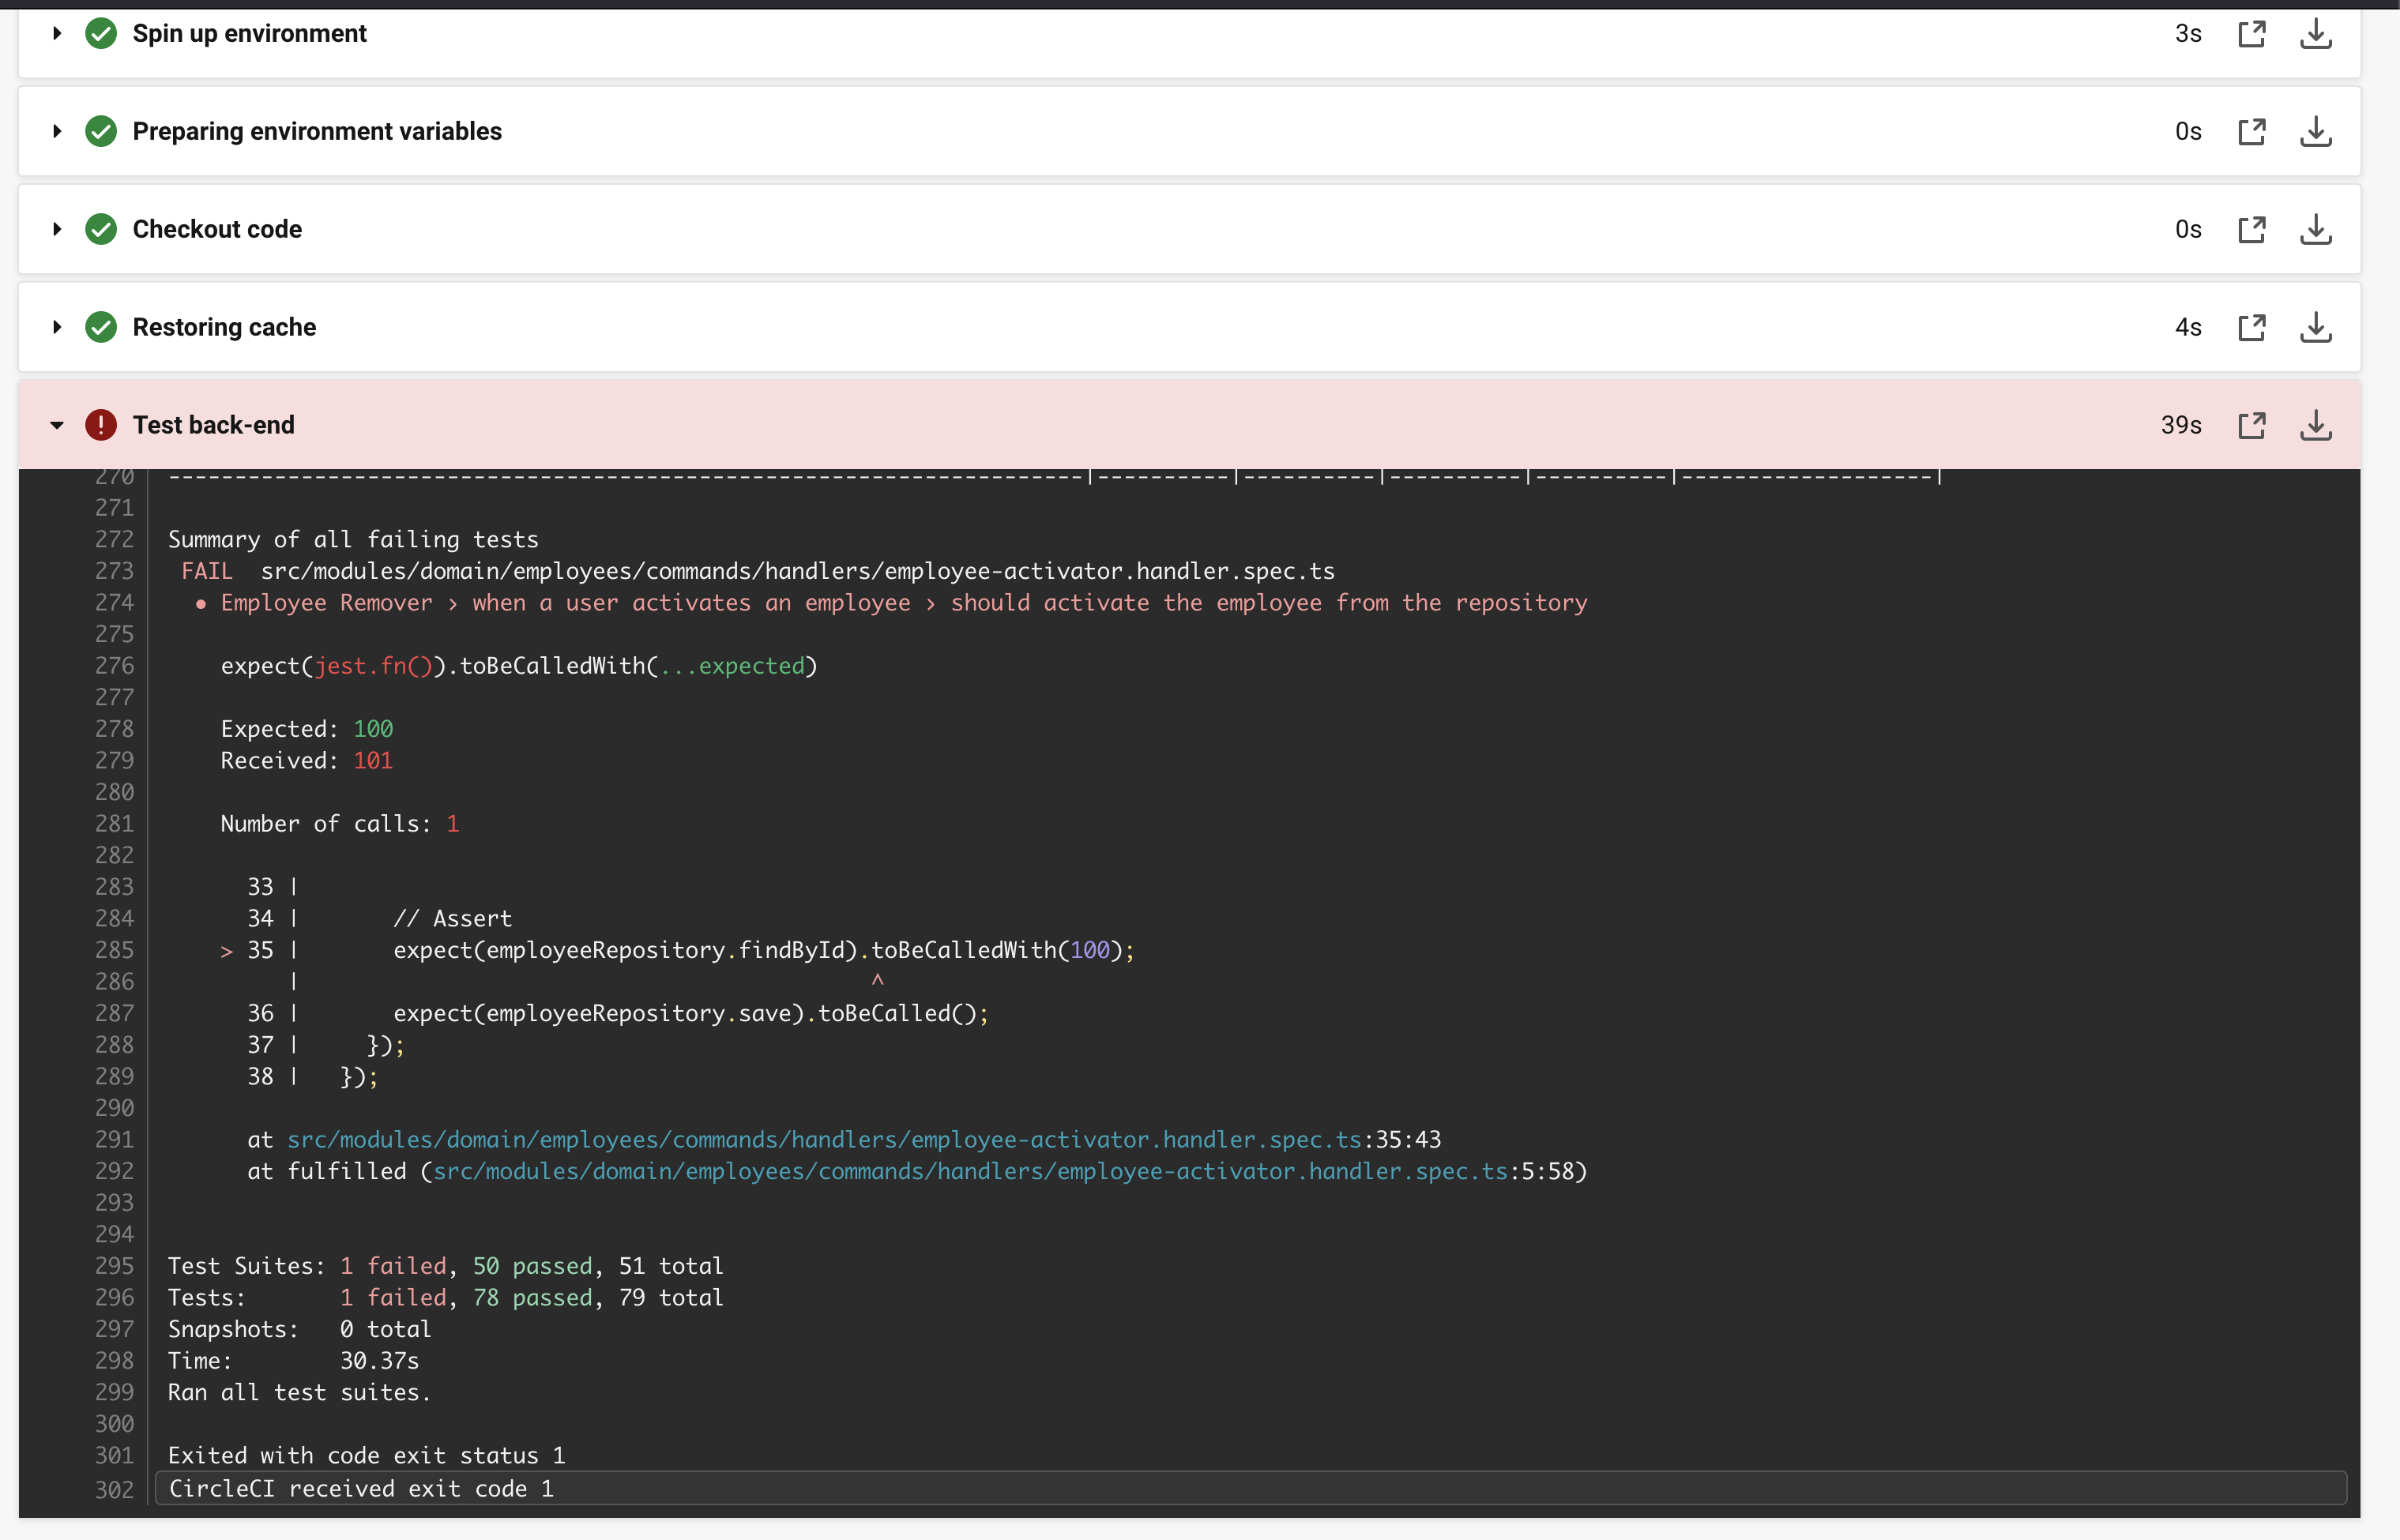 Spin up environment 3s
Preparing environment variables 0s
Checkout code 0s
Restoring cache 4s
Test back-end 39s
270 ---------------------------------------------------------------------|----------|----------|----------|----------|-------------------|
271
272 Summary of all failing tests
273  FAIL  src/modules/domain/employees/commands/handlers/employee-activator.handler.spec.ts
274   ● Employee Remover › when a user activates an employee › should activate the employee from the repository
275
276     expect(jest.fn()).toBeCalledWith(...expected)
277
278     Expected: 100
279     Received: 101
280
281     Number of calls: 1
282
283       33 |
284       34 |       // Assert
285     > 35 |       expect(employeeRepository.findById).toBeCalledWith(100);
286          |                                           ^
287       36 |       expect(employeeRepository.save).toBeCalled();
288       37 |     });
289       38 |   });
290
291       at src/modules/domain/employees/commands/handlers/employee-activator.handler.spec.ts:35:43
292       at fulfilled (src/modules/domain/employees/commands/handlers/employee-activator.handler.spec.ts:5:58)
293
294
295 Test Suites: 1 failed, 50 passed, 51 total
296 Tests:       1 failed, 78 passed, 79 total
297 Snapshots:   0 total
298 Time:        30.37s
299 Ran all test suites.
300
301 Exited with code exit status 1
302 CircleCI received exit code 1